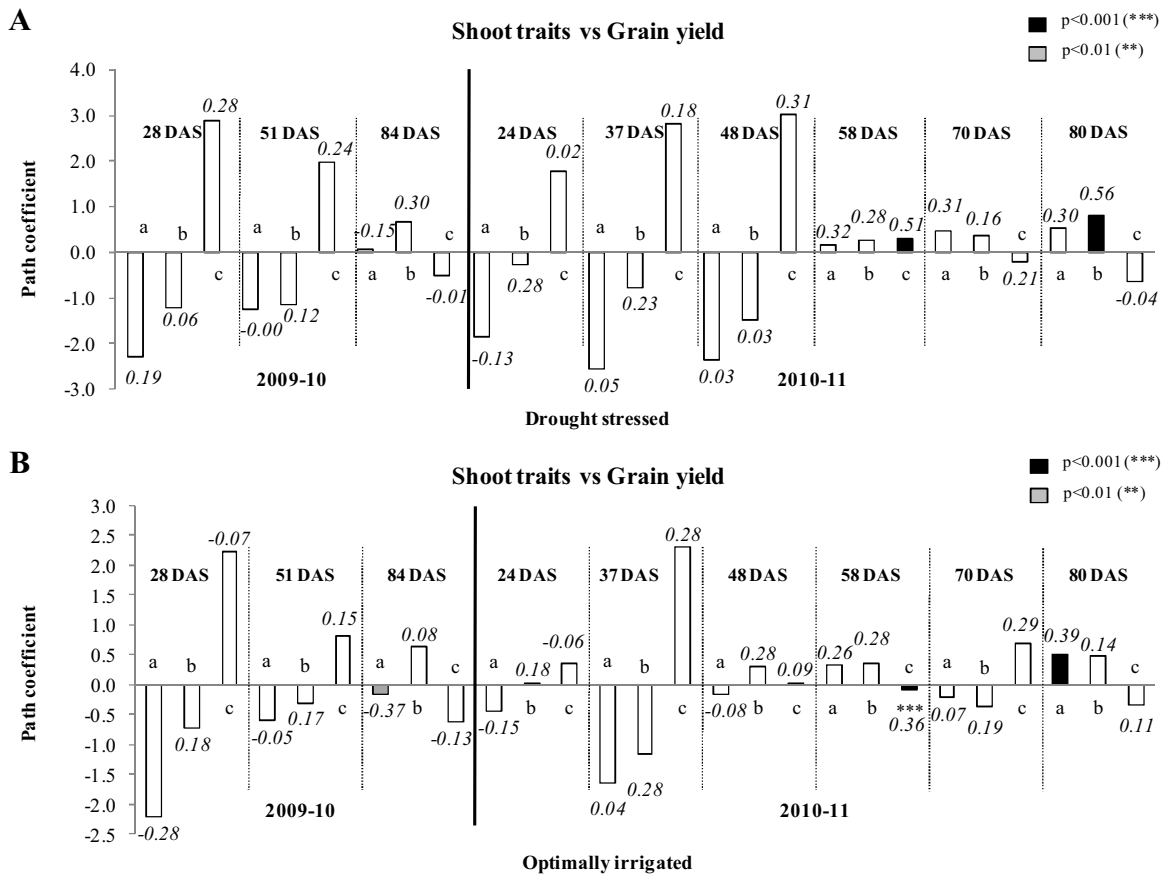 A
Shoot traits vs Grain yield
p<0.001 (***)
p<0.01 (**)
Path coefficient
4.0
3.0
2.0
1.0
0.0
-1.0
-2.0
-3.0
28 DAS 51 DAS 84 DAS 24 DAS 37 DAS 48 DAS 58 DAS 70 DAS 80 DAS
0.28 0.24 -0.15 0.30 0.02 0.18 0.31 0.32 0.28 0.51 0.31 0.16 0.30 0.56
a b a b c a b a b a b c c
c c a b c c c a b c a b 0.21 a b -0.04
0.19 0.06 -0.00 0.12 -0.01 -0.13 0.28 0.05 0.23 0.03 0.03
2009-10 2010-11
Drought stressed
B
Shoot traits vs Grain yield
p<0.001 (***)
p<0.01 (**)
Path coefficient
3.0
2.5
2.0
1.5
1.0
0.5
0.0
-0.5
-1.0
-1.5
-2.0
-2.5
28 DAS 51 DAS 84 DAS 24 DAS 37 DAS 48 DAS 58 DAS 70 DAS 80 DAS
-0.07 0.15 0.08 0.18 -0.06 0.28 0.28 0.09 0.26 0.28 0.29 0.39 0.14
a b a b a c a a b a c a b c
c c b b c c b c a b *** c a b
-0.28 0.18 -0.05 0.17 -0.37 -0.13 -0.15 0.04 0.28 -0.08 0.36 0.07 0.19 0.11
2009-10 2010-11
Optimally irrigated